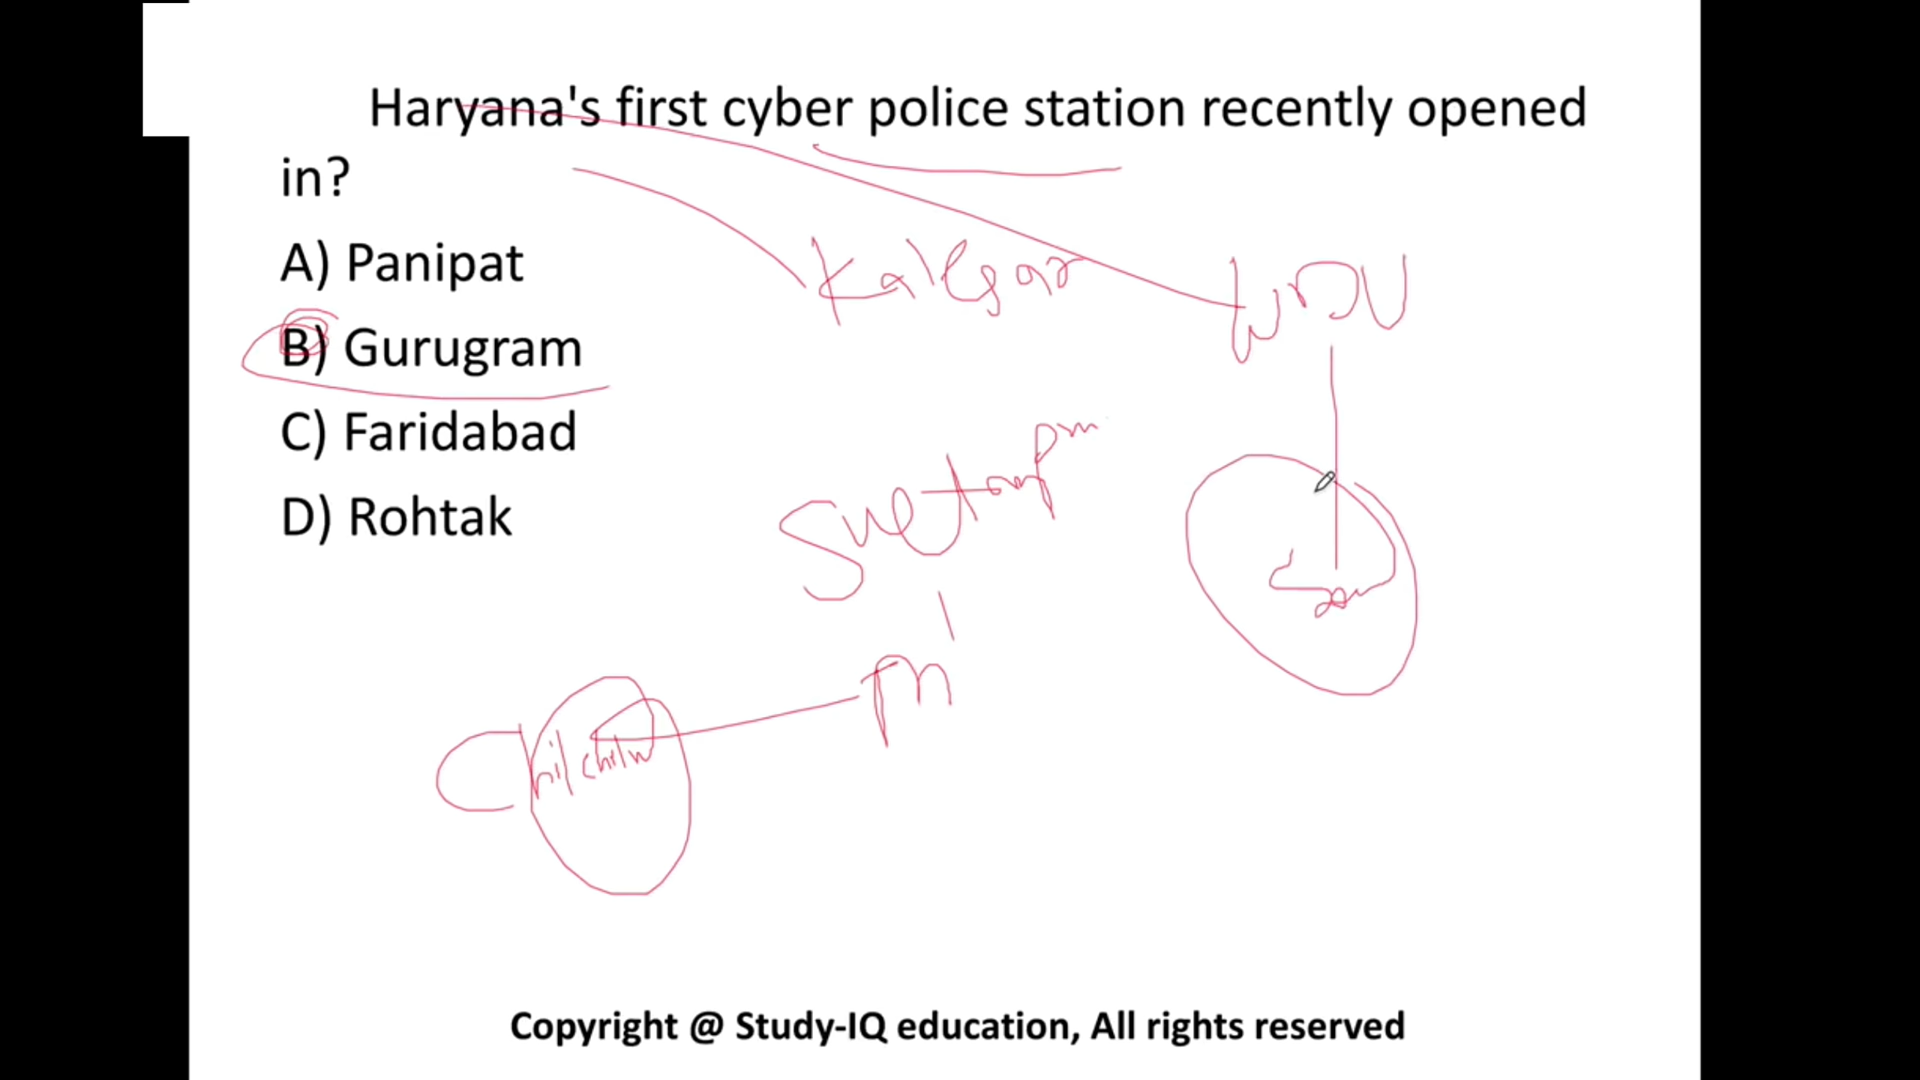 Haryana's first cyber police station recently opened
in?
A) Panipat
B) Gurugram
C) Faridabad
D) Rohtak
Copyright @ Study-IQ education, All rights reserved